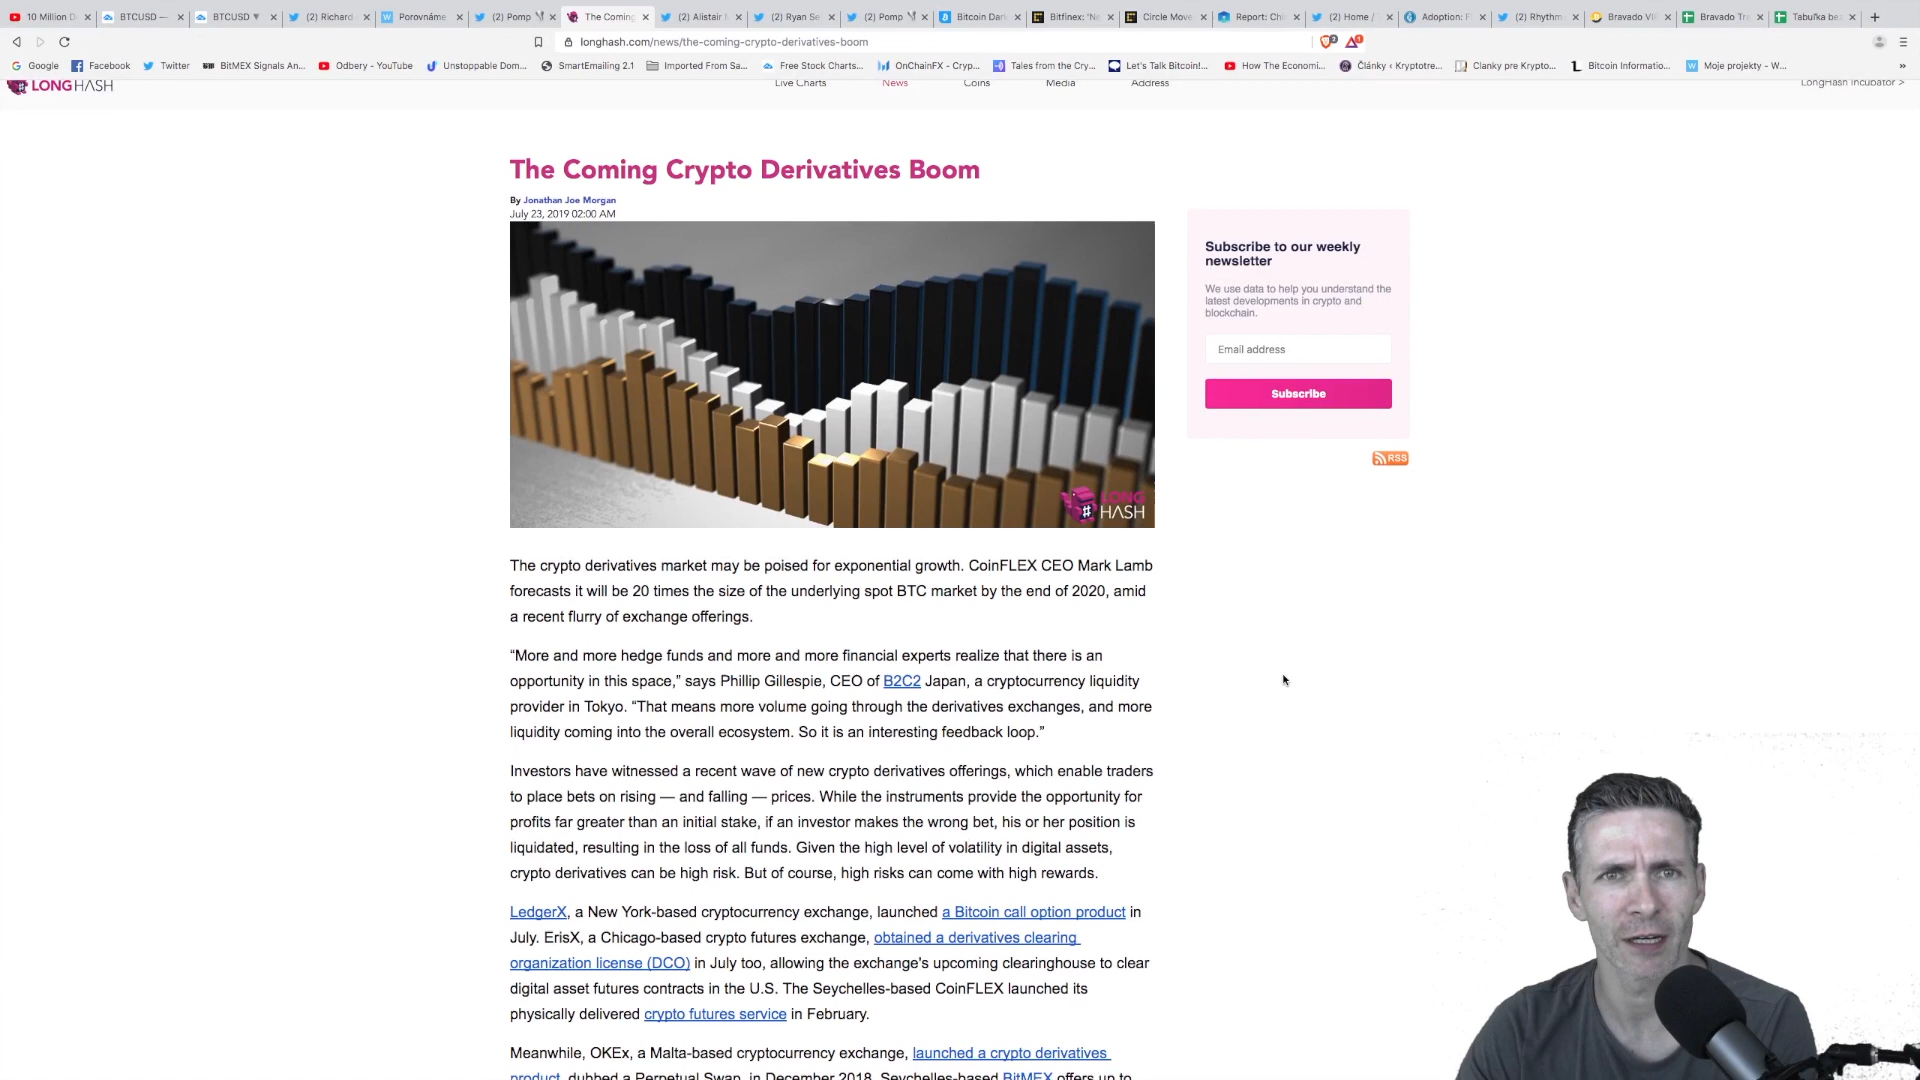 10 Million D
BTCUSD —
BTCUSD ▼
(2) Richard
Porovnáme
(2) Pomp
The Coming
(2) Alistair
(2) Ryan Se
(2) Pomp
Bitcoin Dar
Bitfinex: 'N
Circle Move
Report: Chi
(2) Home /
Adoption: F
(2) Rhythm
Bravado VI
Bravado Tr
Tabuľka be
longhash.com/news/the-coming-crypto-derivatives-boom
Google
Facebook
Twitter
BitMEX Signals An...
Odbery - YouTube
Unstoppable Dom...
SmartEmailing 2.1
Imported From Sa...
Free Stock Charts...
OnChainFX - Cryp...
Tales from the Cry...
Let's Talk Bitcoin!...
How The Economi...
Články ‹ Kryptotre...
Clanky pre Krypto...
Bitcoin Informatio...
Moje projekty - W...
»
LONGHASH
Live Charts
News
Coins
Media
Address
LongHash Incubator >
The Coming Crypto Derivatives Boom
By Jonathan Joe Morgan
July 23, 2019 02:00 AM
LONG
HASH
Subscribe to our weekly
newsletter
We use data to help you understand the
latest developments in crypto and
blockchain.
Email address
Subscribe
RSS
The crypto derivatives market may be poised for exponential growth. CoinFLEX CEO Mark Lamb
forecasts it will be 20 times the size of the underlying spot BTC market by the end of 2020, amid
a recent flurry of exchange offerings.
“More and more hedge funds and more and more financial experts realize that there is an
opportunity in this space,” says Phillip Gillespie, CEO of B2C2 Japan, a cryptocurrency liquidity
provider in Tokyo. “That means more volume going through the derivatives exchanges, and more
liquidity coming into the overall ecosystem. So it is an interesting feedback loop.”
Investors have witnessed a recent wave of new crypto derivatives offerings, which enable traders
to place bets on rising — and falling — prices. While the instruments provide the opportunity for
profits far greater than an initial stake, if an investor makes the wrong bet, his or her position is
liquidated, resulting in the loss of all funds. Given the high level of volatility in digital assets,
crypto derivatives can be high risk. But of course, high risks can come with high rewards.
LedgerX, a New York-based cryptocurrency exchange, launched a Bitcoin call option product in
July. ErisX, a Chicago-based crypto futures exchange, obtained a derivatives clearing
organization license (DCO) in July too, allowing the exchange's upcoming clearinghouse to clear
digital asset futures contracts in the U.S. The Seychelles-based CoinFLEX launched its
physically delivered crypto futures service in February.
Meanwhile, OKEx, a Malta-based cryptocurrency exchange, launched a crypto derivatives
product, dubbed a Perpetual Swap, in December 2018. Seychelles-based BitMEX offers up to